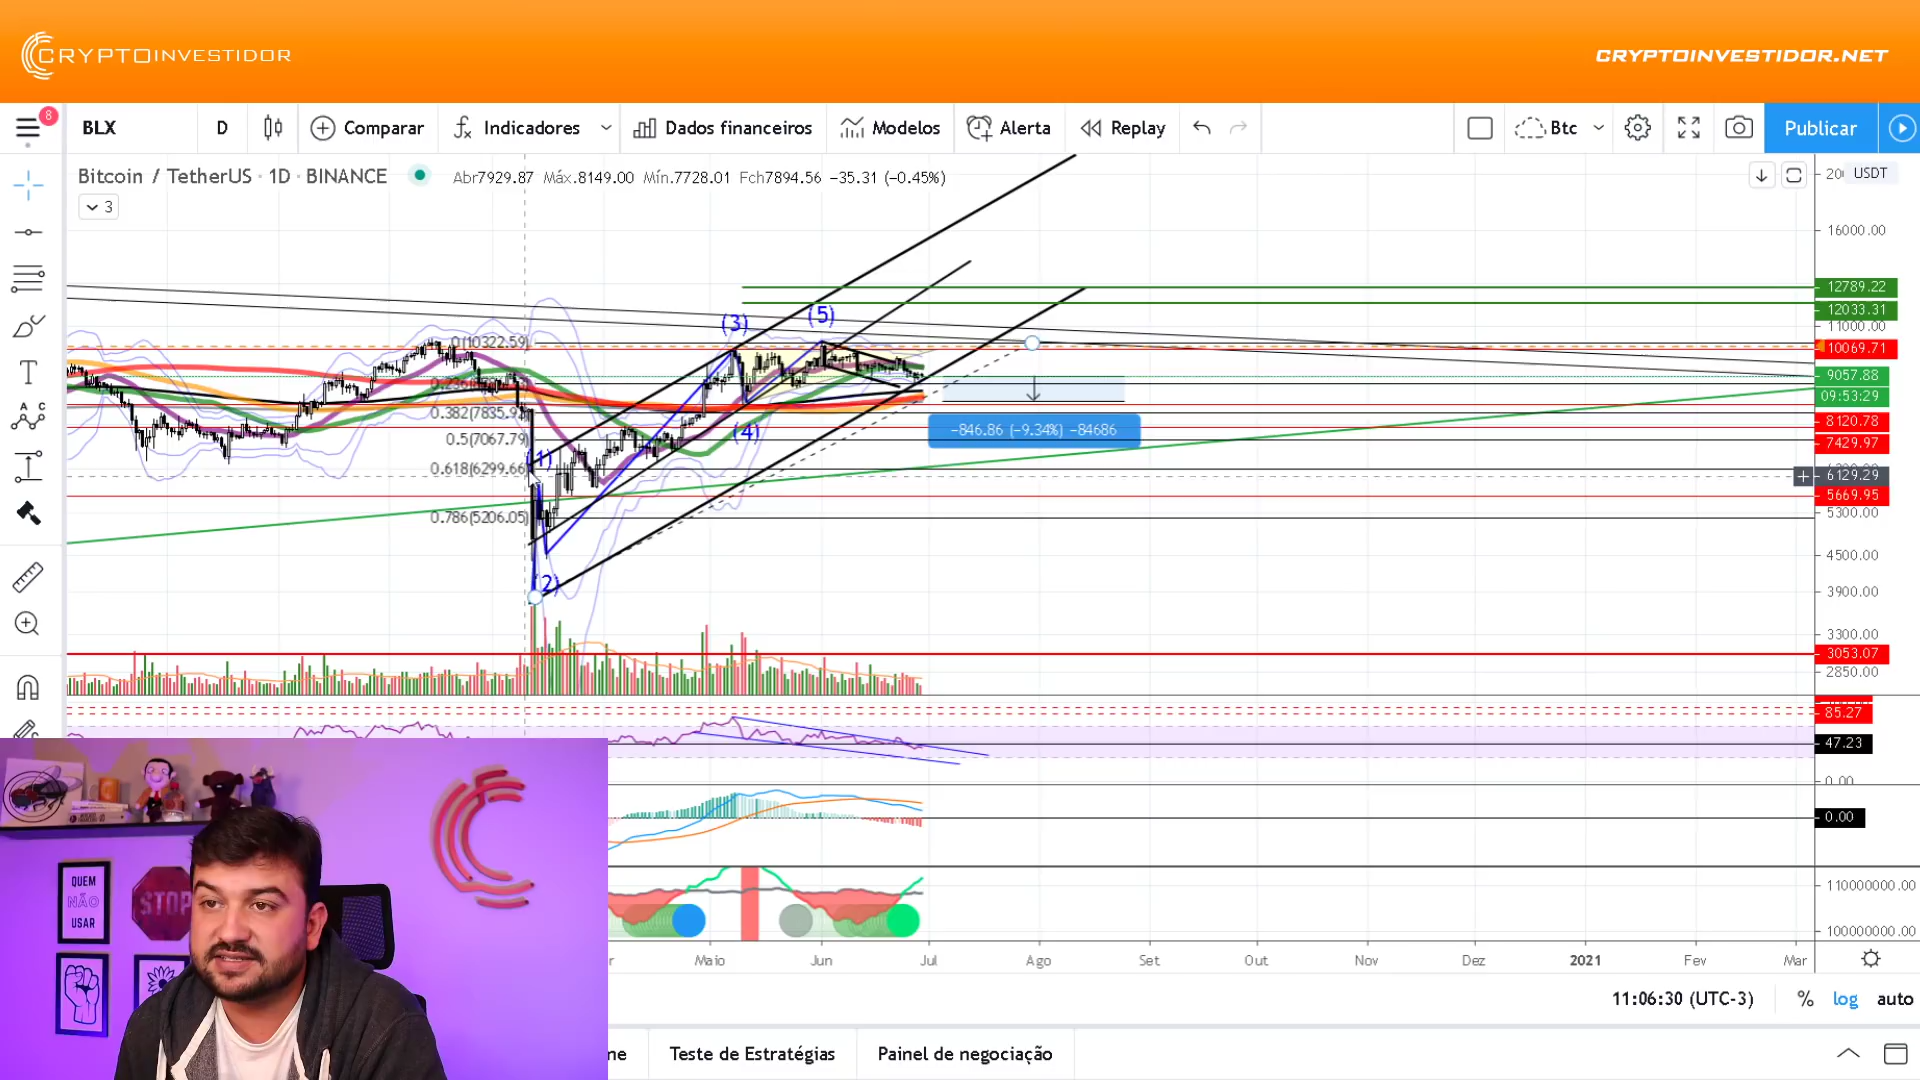 CRYPTOINVESTIDOR
CRYPTOINVESTIDOR.NET
8
BLX
D
Comparar
Indicadores
Dados financeiros
Modelos
Alerta
Replay
Btc
Publicar
Bitcoin / TetherUS · 1D · BINANCE
Abr7929.87 Máx.8149.00 Mín.7728.01 Fch7894.56 −35.31 (−0.45%)
USDT
3
16000.00
12789.22
12033.31
11000.00
10069.71
9057.88
09:53:29
8120.78
7429.97
6129.29
5669.95
5300.00
4500.00
3900.00
3300.00
3053.07
2850.00
(3)
(5)
0(10322.59)
0.382(7835.92)
(4)
0.5(7067.79)
(1)
0.618(6299.66)
0.786(5206.05)
(2)
−846.86 (−9.34%) −84686
85.27
47.23
0.00
0.00
110000000.00
100000000.00
Maio
Jun
Jul
Ago
Set
Out
Nov
Dez
2021
Fev
Mar
QUEM
NÃO
USAR
STOP
11:06:30 (UTC-3)
%
log
auto
ne
Teste de Estratégias
Painel de negociação